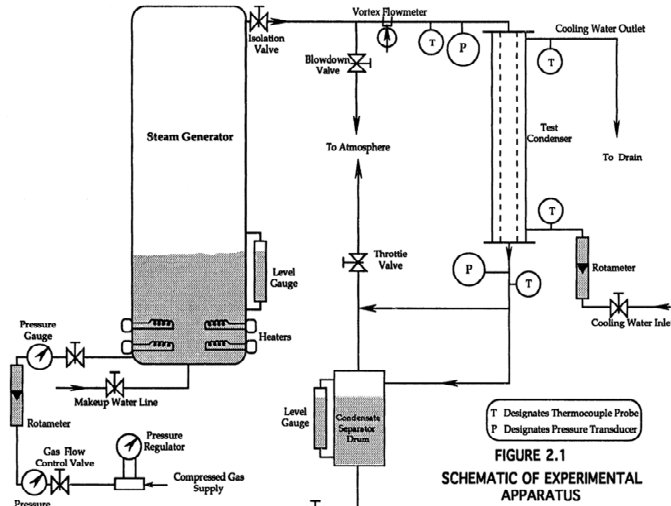 Vortex Flowmeter
Isolation
Valve
T
P
Cooling Water Outlet
T
Blowdown
Valve
Steam Generator
To Atmosphere
Test
Condenser
To Drain
T
Throttle
Valve
Level
Gauge
P
T
Rotameter
Cooling Water Inle
Pressure
Gauge
Heaters
Makeup Water Line
Rotameter
Level
Gauge
Condensate
Separator
Drum
T Designates Thermocouple Probe
P Designates Pressure Transducer
Gas Flow
Control Valve
Pressure
Regulator
Compressed Gas
Supply
Pressure
FIGURE 2.1
SCHEMATIC OF EXPERIMENTAL
APPARATUS